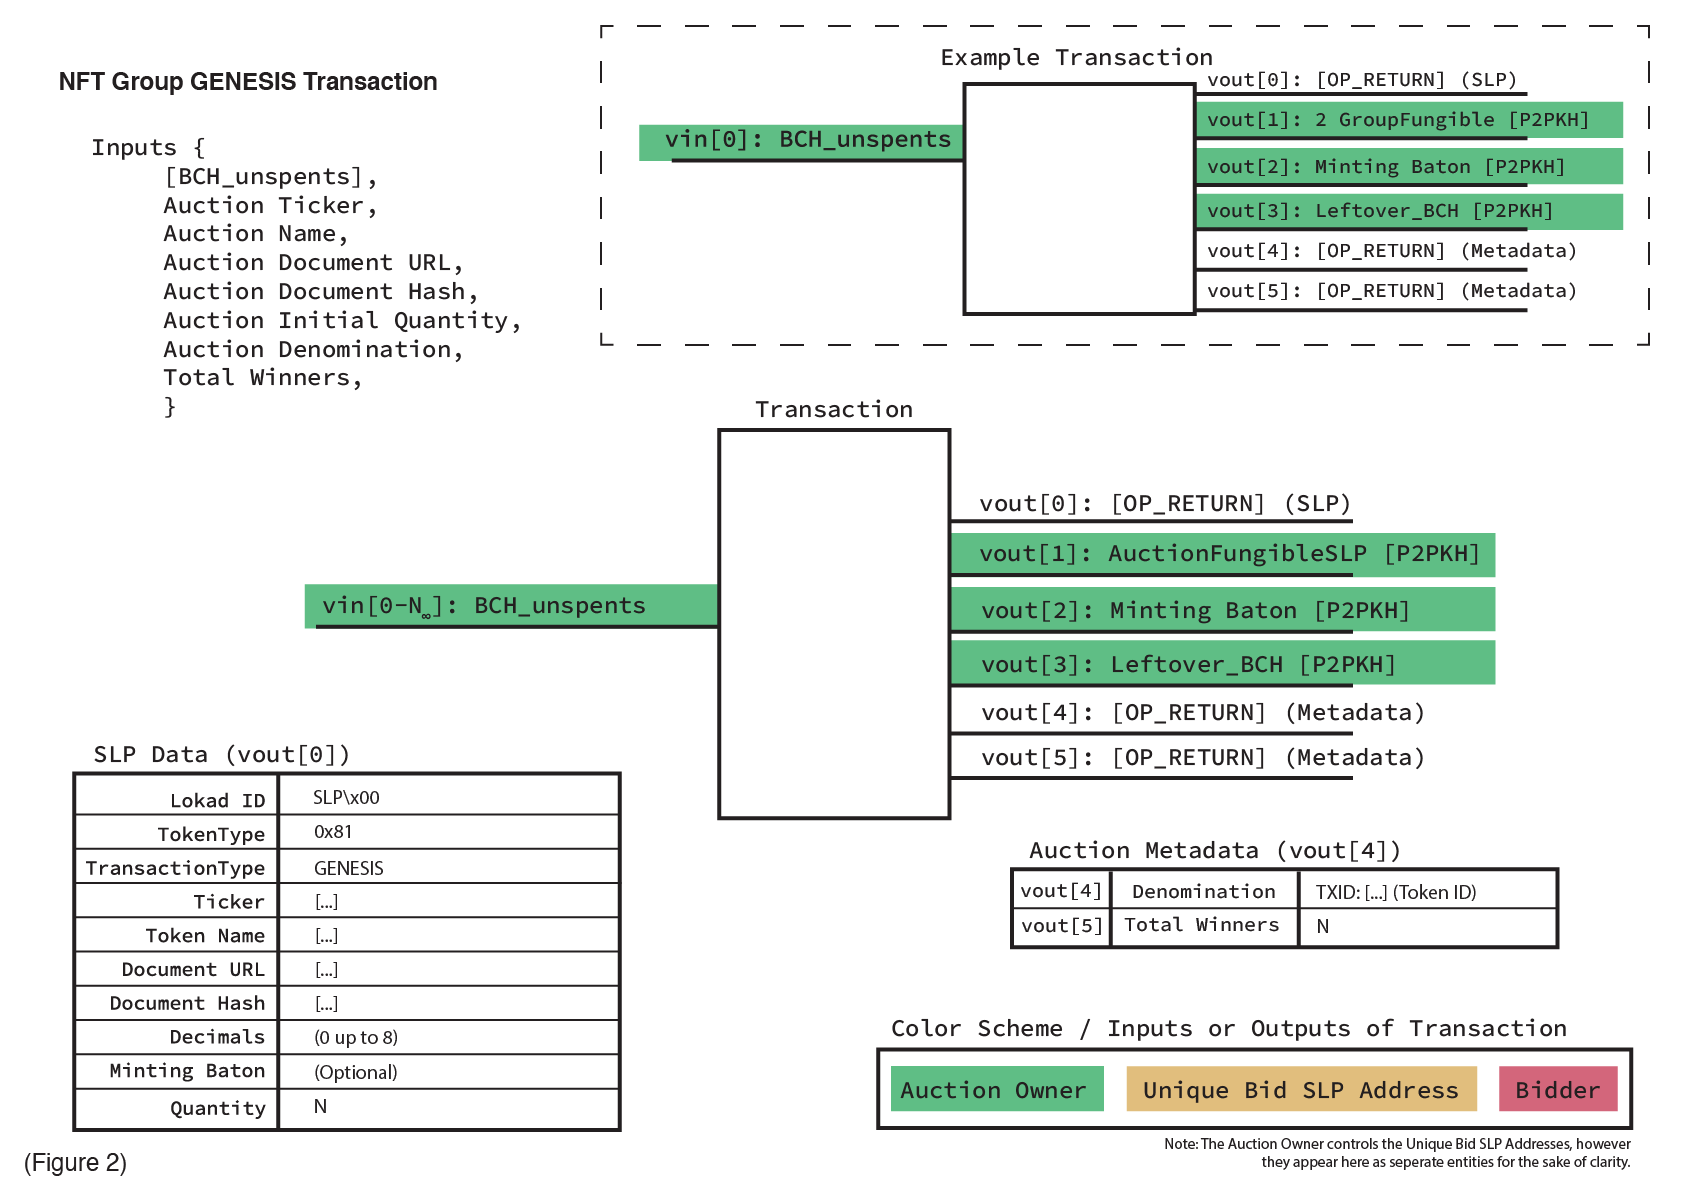 NFT Group GENESIS Transaction
Inputs {
[BCH_unspents],
Auction Ticker,
Auction Name,
Auction Document URL,
Auction Document Hash,
Auction Initial Quantity,
Auction Denomination,
Total Winners,
}
Example Transaction
vin[0]: BCH_unspents
vout[0]: [OP_RETURN] (SLP)
vout[1]: 2 GroupFungible [P2PKH]
vout[2]: Minting Baton [P2PKH]
vout[3]: Leftover_BCH [P2PKH]
vout[4]: [OP_RETURN] (Metadata)
vout[5]: [OP_RETURN] (Metadata)
Transaction
vin[0-N∞]: BCH_unspents
vout[0]: [OP_RETURN] (SLP)
vout[1]: AuctionFungibleSLP [P2PKH]
vout[2]: Minting Baton [P2PKH]
vout[3]: Leftover_BCH [P2PKH]
vout[4]: [OP_RETURN] (Metadata)
vout[5]: [OP_RETURN] (Metadata)
SLP Data (vout[0])
Lokad ID SLP\x00
TokenType 0x81
TransactionType GENESIS
Ticker [...]
Token Name [...]
Document URL [...]
Document Hash [...]
Decimals (0 up to 8)
Minting Baton (Optional)
Quantity N
Auction Metadata (vout[4])
vout[4] Denomination TXID: [...] (Token ID)
vout[5] Total Winners N
Color Scheme / Inputs or Outputs of Transaction
Auction Owner Unique Bid SLP Address Bidder
Note: The Auction Owner controls the Unique Bid SLP Addresses, however
they appear here as seperate entities for the sake of clarity.
(Figure 2)